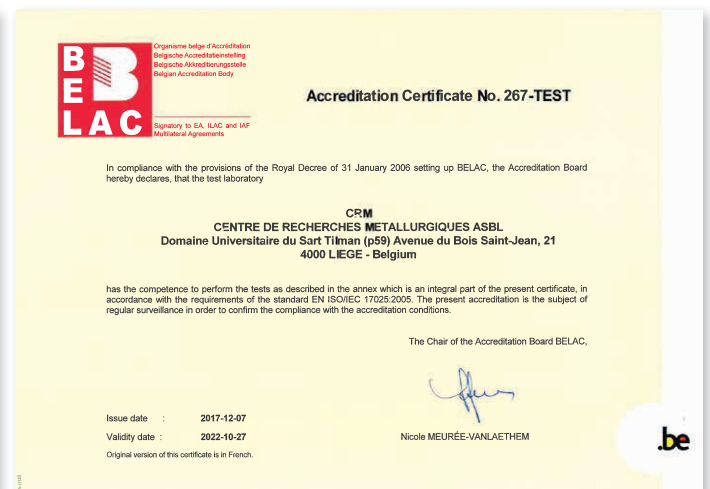 B
E
LAC
Organisme belge d'Accréditation
Belgische Accreditatieinstelling
Belgische Akkreditierungsstelle
Belgian Accreditation Body
Signatory to EA, ILAC and IAF
Multilateral Agreements
Accreditation Certificate No. 267-TEST
In compliance with the provisions of the Royal Decree of 31 January 2006 setting up BELAC, the Accreditation Board
hereby declares, that the test laboratory
CRM
CENTRE DE RECHERCHES METALLURGIQUES ASBL
Domaine Universitaire du Sart Tilman (p59) Avenue du Bois Saint-Jean, 21
4000 LIEGE - Belgium
has the competence to perform the tests as described in the annex which is an integral part of the present certificate, in
accordance with the requirements of the standard EN ISO/IEC 17025:2005. The present accreditation is the subject of
regular surveillance in order to confirm the compliance with the accreditation conditions.
The Chair of the Accreditation Board BELAC,
Issue date : 2017-12-07
Validity date : 2022-10-27
Nicole MEURÉE-VANLAETHEM
Original version of this certificate is in French.
.be